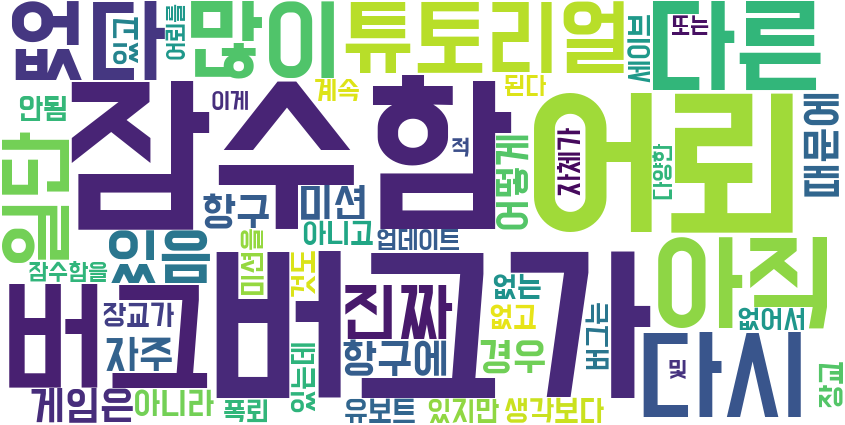 없다 있고 어뢰를 많이 튜토리얼 세이브 또는 다른
안됨 잠수함 이게 계속 적 된다 어뢰 자체가 때문에
일단 항구 미션 어떻게 다양한
있음 아니고 업데이트 아직
잠수함을 미션을 것도 없는 없어서
버그 버그가 장교가 진짜 없고 버그는 다시
자주 있는데 항구에 경우 및 장교
게임은 아니라 폭뢰 유보트 있지만 생각보다